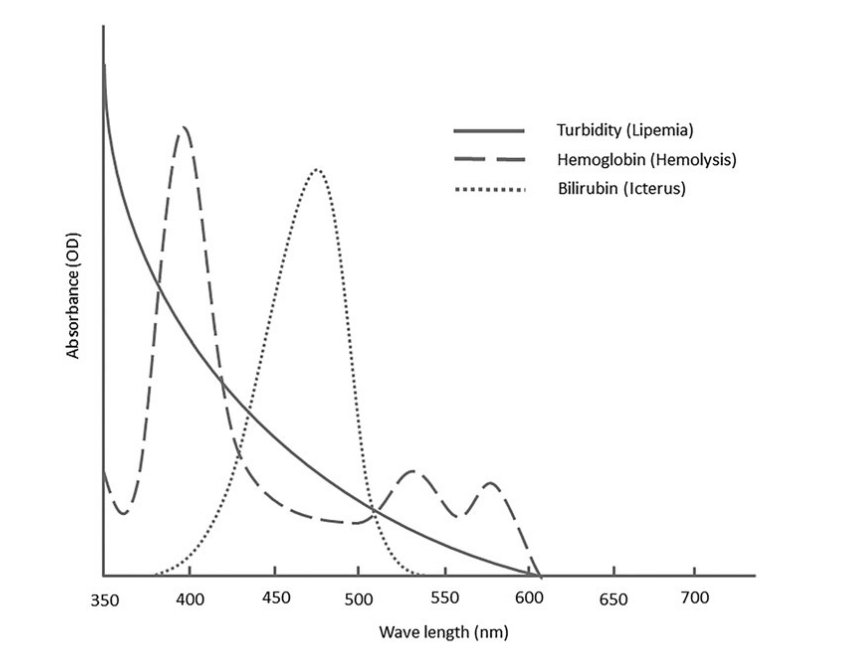 Turbidity (Lipemia)
Hemoglobin (Hemolysis)
Bilirubin (Icterus)
Absorbance (OD)
350 400 450 500 550 600 650 700
Wave length (nm)